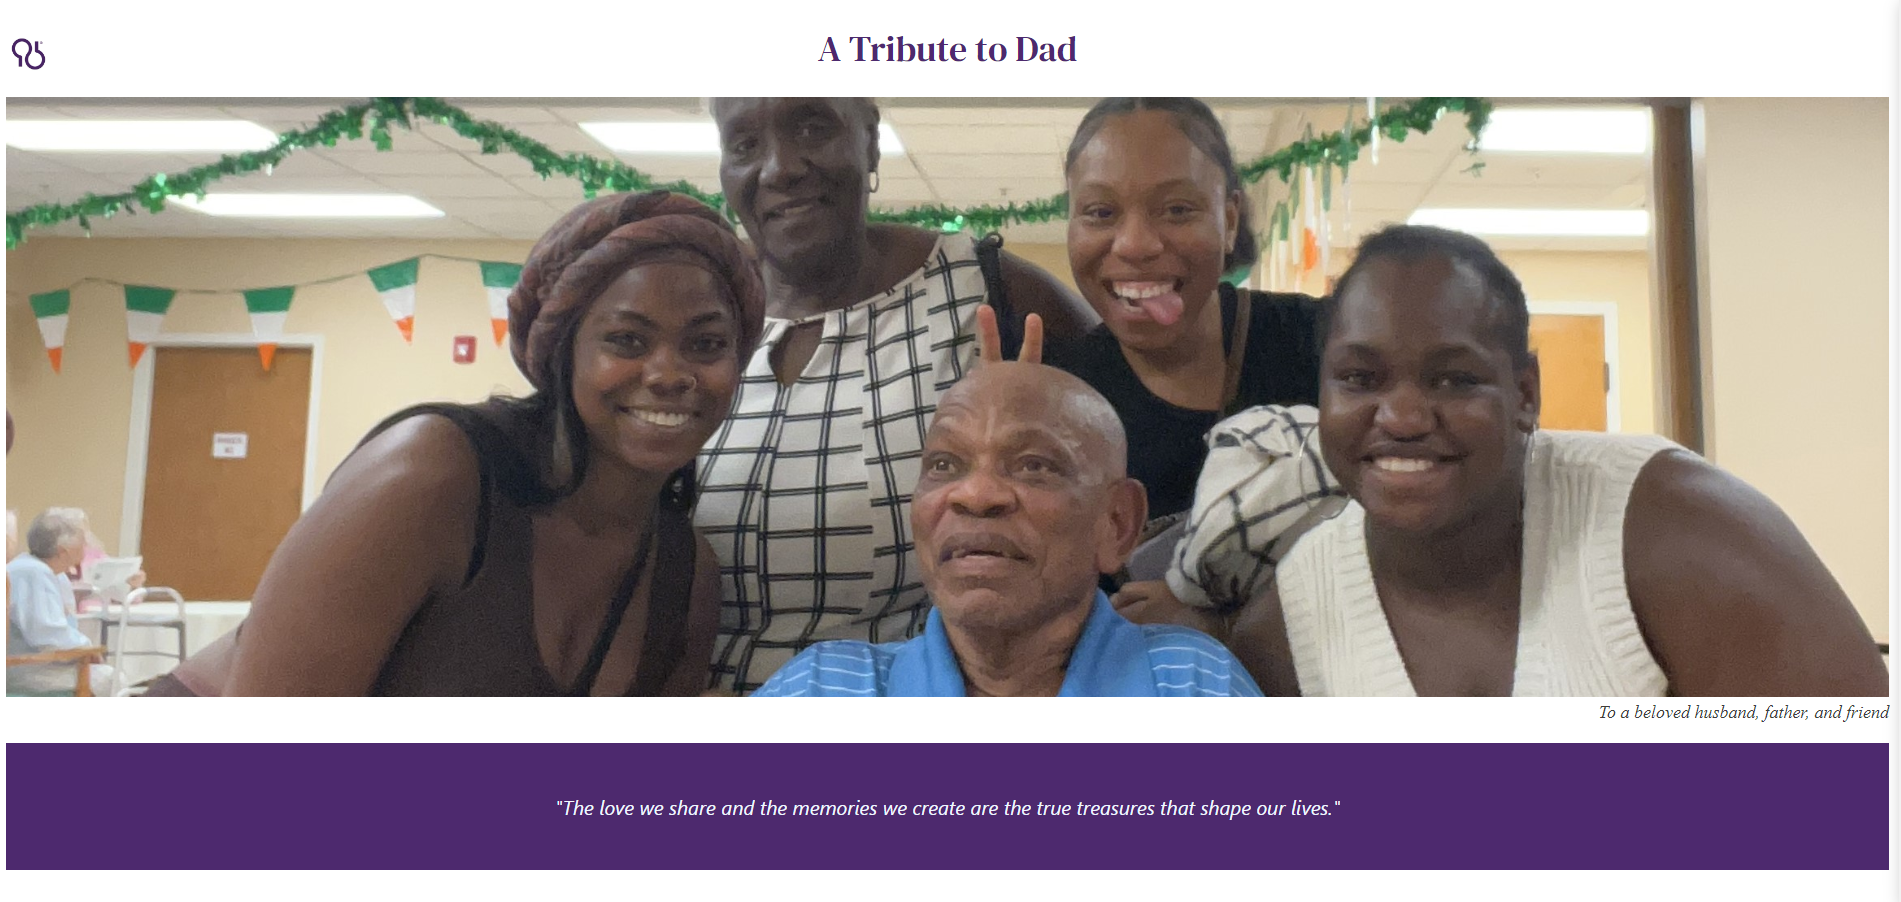 A Tribute to Dad
To a beloved husband, father, and friend
"The love we share and the memories we create are the true treasures that shape our lives."